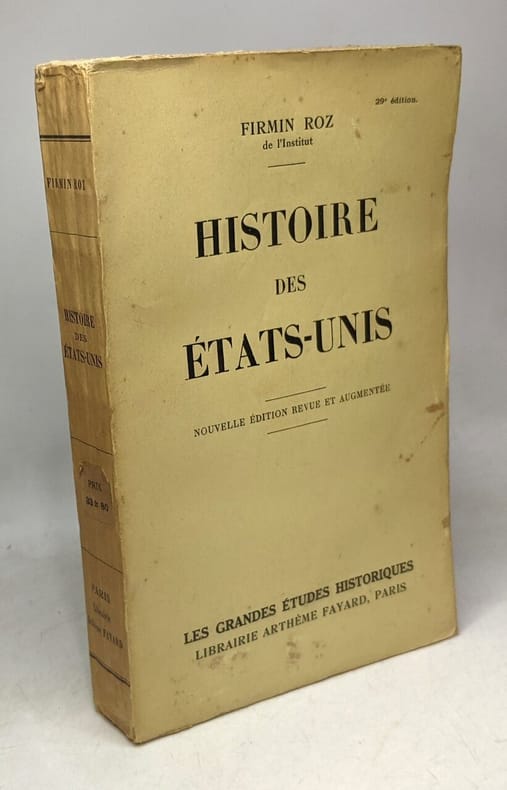 29e édition.
FIRMIN ROZ
de l'Institut
HISTOIRE
DES
ÉTATS-UNIS
NOUVELLE ÉDITION REVUE ET AUGMENTÉE
LES GRANDES ÉTUDES HISTORIQUES
LIBRAIRIE ARTHÈME FAYARD, PARIS
FIRMIN ROZ
HISTOIRE
DES
ÉTATS-UNIS
PRIX
PARIS
FAYARD